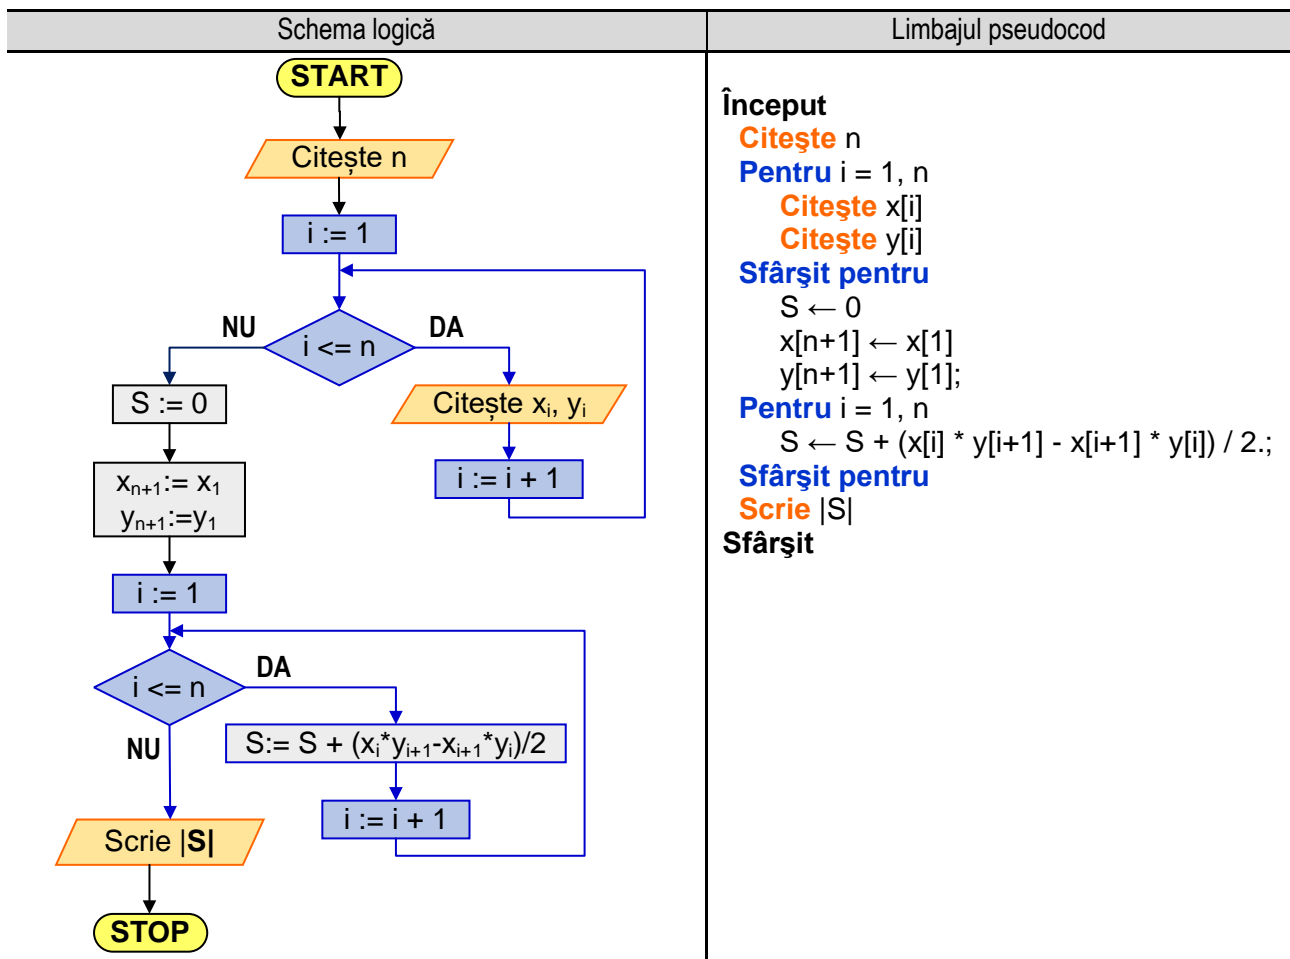 Schema logică
Limbajul pseudocod
START
Citește n
i := 1
i <= n
NU
DA
Citește xi, yi
i := i + 1
S := 0
xn+1:= x1
yn+1:=y1
i := 1
i <= n
DA
NU
S:= S + (xi*yi+1-xi+1*yi)/2
i := i + 1
Scrie |S|
STOP
Început
Citeşte n
Pentru i = 1, n
Citeşte x[i]
Citeşte y[i]
Sfârşit pentru
S ← 0
x[n+1] ← x[1]
y[n+1] ← y[1];
Pentru i = 1, n
S ← S + (x[i] * y[i+1] - x[i+1] * y[i]) / 2.;
Sfârşit pentru
Scrie |S|
Sfârşit